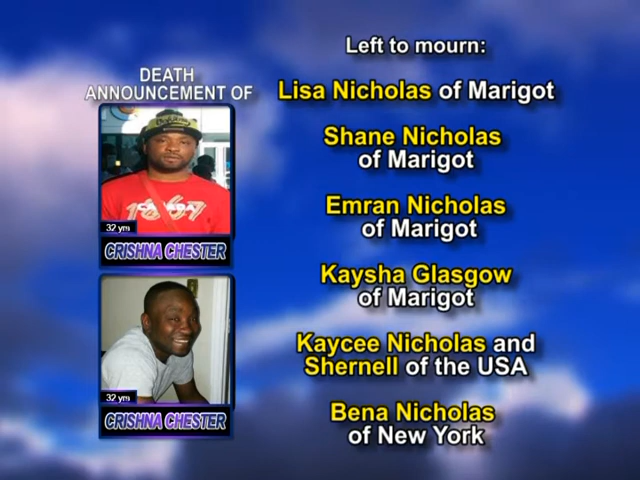 DEATH
ANNOUNCEMENT OF
32 yrs
CRISHNA CHESTER
32 yrs
CRISHNA CHESTER
Left to mourn:
Lisa Nicholas of Marigot
Shane Nicholas
of Marigot
Emran Nicholas
of Marigot
Kaysha Glasgow
of Marigot
Kaycee Nicholas and
Shernell of the USA
Bena Nicholas
of New York